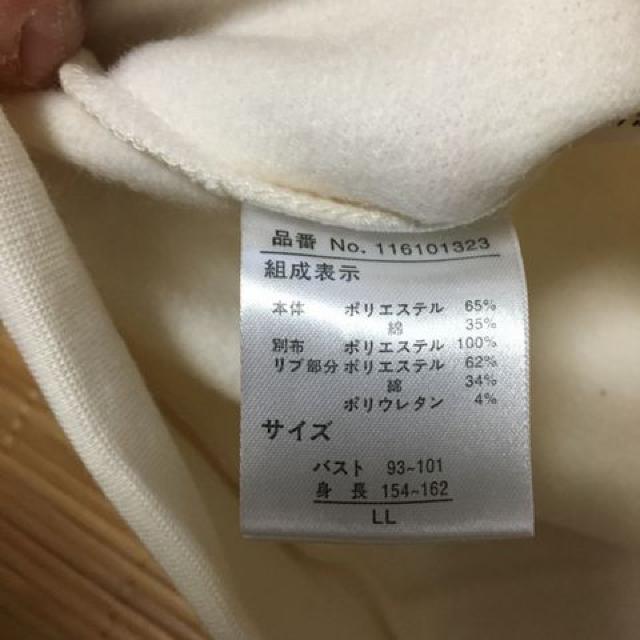 品番 No. 116101323
組成表示
本体 ポリエステル 65%
綿 35%
別布 ポリエステル 100%
リブ部分 ポリエステル 62%
綿 34%
ポリウレタン 4%
サイズ
バスト 93~101
身長 154~162
LL